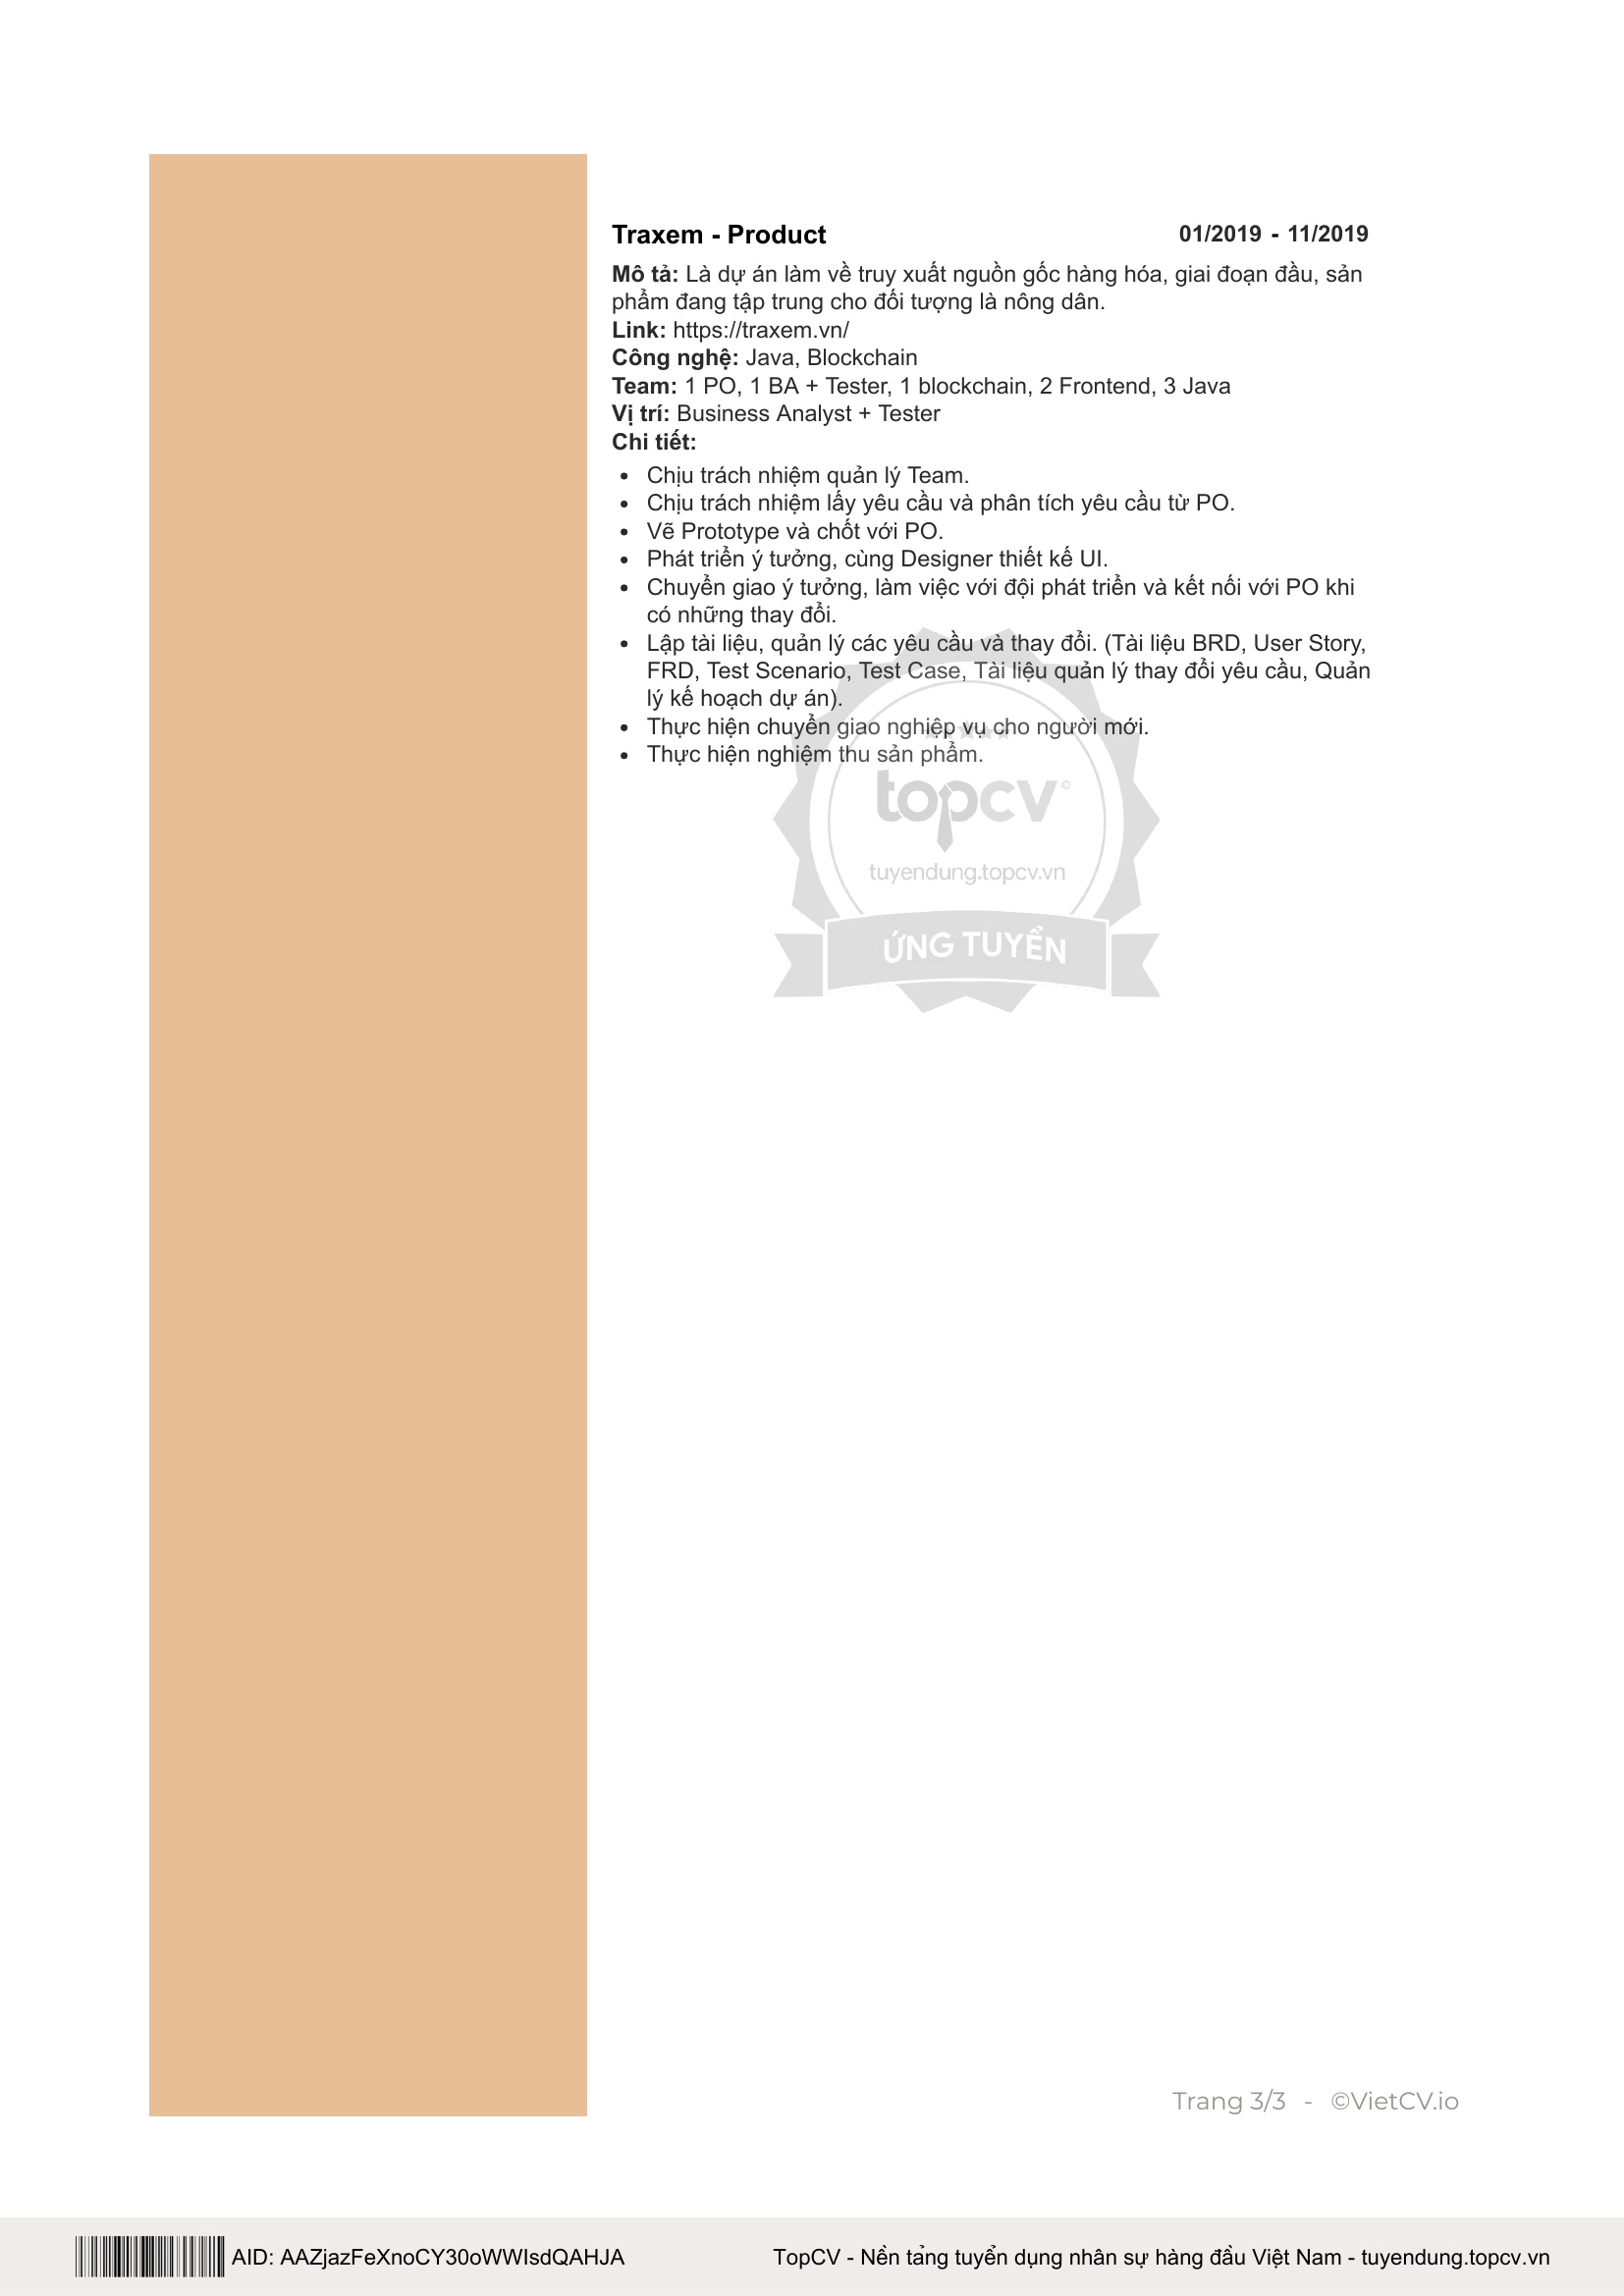 Traxem - Product 01/2019 - 11/2019
Mô tả: Là dự án làm về truy xuất nguồn gốc hàng hóa, giai đoạn đầu, sản
phẩm đang tập trung cho đối tượng là nông dân.
Link: https://traxem.vn/
Công nghệ: Java, Blockchain
Team: 1 PO, 1 BA + Tester, 1 blockchain, 2 Frontend, 3 Java
Vị trí: Business Analyst + Tester
Chi tiết:
• Chịu trách nhiệm quản lý Team.
• Chịu trách nhiệm lấy yêu cầu và phân tích yêu cầu từ PO.
• Vẽ Prototype và chốt với PO.
• Phát triển ý tưởng, cùng Designer thiết kế UI.
• Chuyển giao ý tưởng, làm việc với đội phát triển và kết nối với PO khi
có những thay đổi.
• Lập tài liệu, quản lý các yêu cầu và thay đổi. (Tài liệu BRD, User Story,
FRD, Test Scenario, Test Case, Tài liệu quản lý thay đổi yêu cầu, Quản
lý kế hoạch dự án).
• Thực hiện chuyển giao nghiệp vụ cho người mới.
• Thực hiện nghiệm thu sản phẩm.
topcv©
tuyendung.topcv.vn
ỨNG TUYỂN
Trang 3/3 - ©VietCV.io
AID: AAZjazFeXnoCY30oWWIsdQAHJA TopCV - Nền tảng tuyển dụng nhân sự hàng đầu Việt Nam - tuyendung.topcv.vn